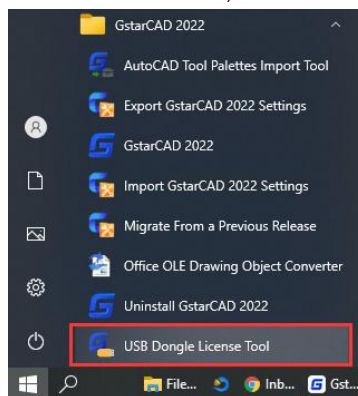 GstarCAD 2022
AutoCAD Tool Palettes Import Tool
Export GstarCAD 2022 Settings
GstarCAD 2022
Import GstarCAD 2022 Settings
Migrate From a Previous Release
Office OLE Drawing Object Converter
Uninstall GstarCAD 2022
USB Dongle License Tool
File... Inb... Gst...